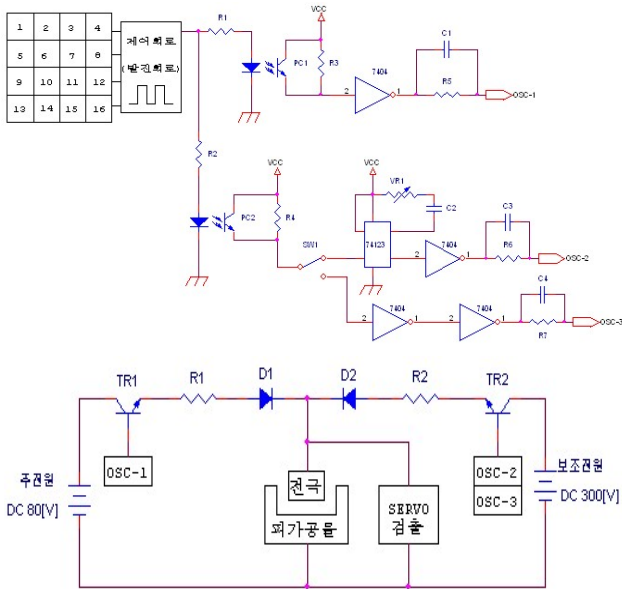 1 2 3 4
5 6 7 8
9 10 11 12
13 14 15 16
제어회로
(발진회로)
R1
VCC
PC1
R3
2
7404
1
C1
R5
OSC-1
R2
VCC
PC2
R4
SW1
VCC
VR1
C2
74123
2
7404
1
C3
R6
OSC-2
2
7404
1
2
7404
1
C4
R7
OSC-3
TR1
R1
D1
D2
R2
TR2
OSC-1
OSC-2
OSC-3
주전원
DC 80[V]
보조전원
DC 300[V]
전극
피가공물
SERVO
검출